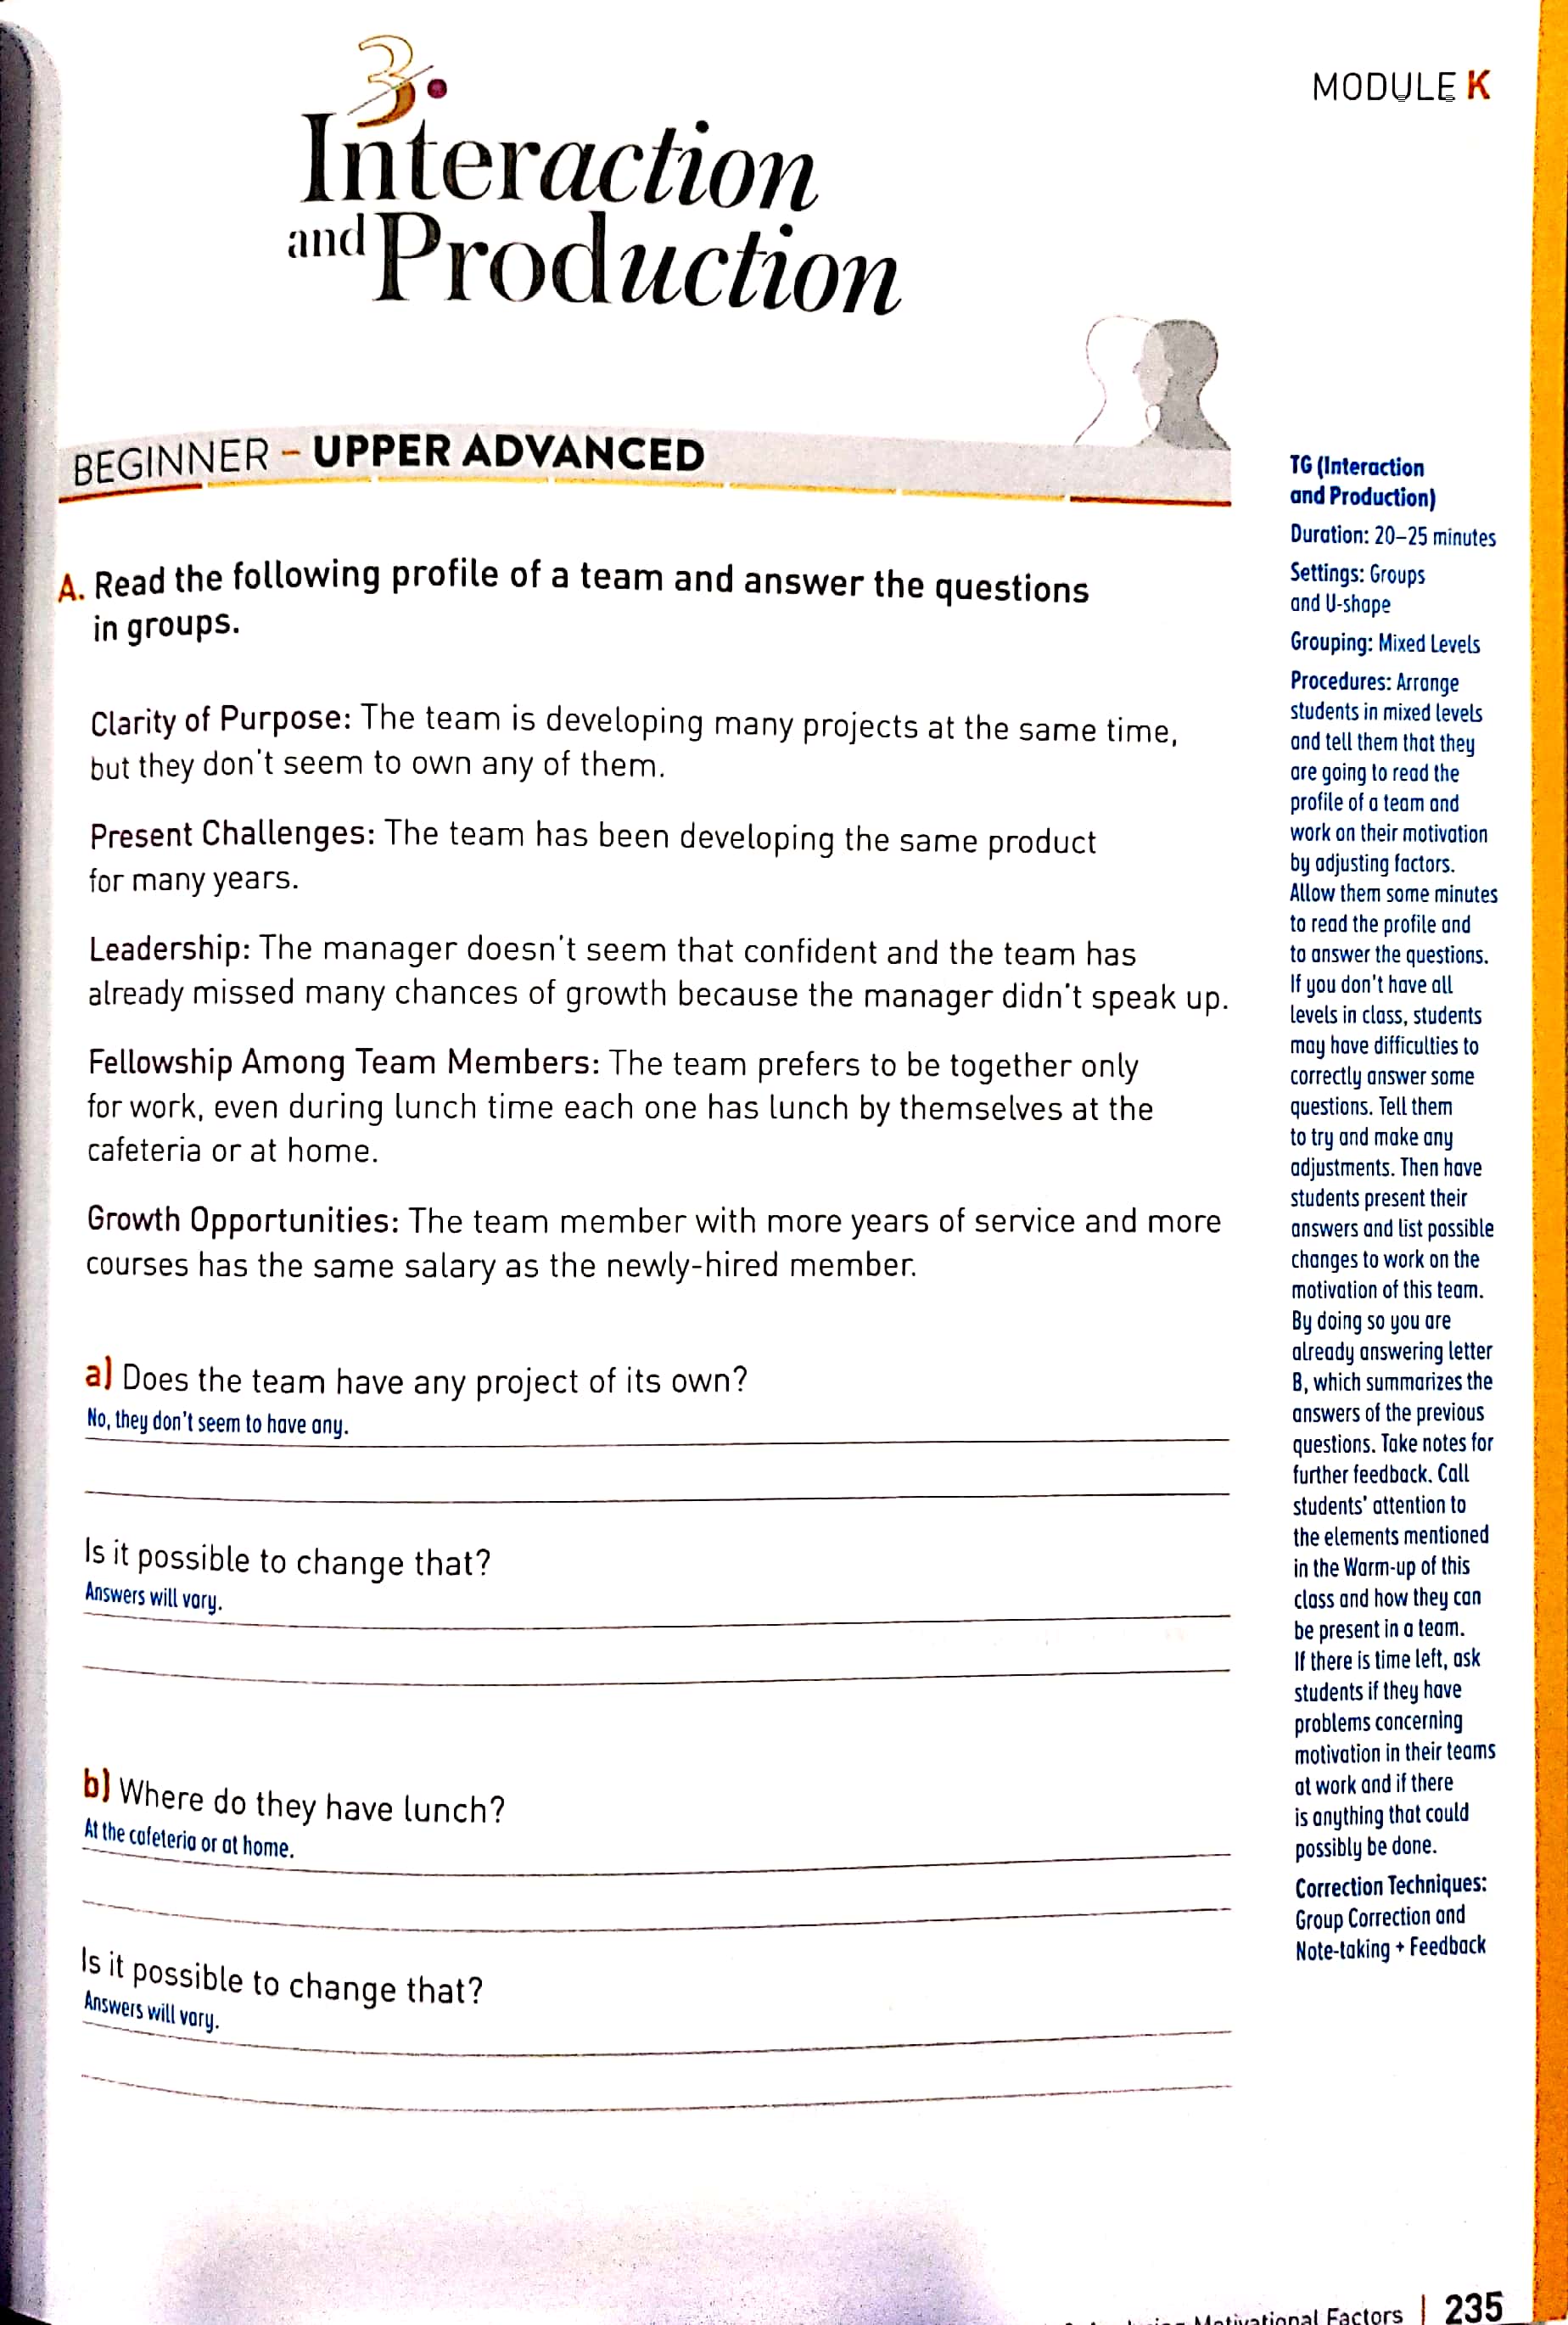 MODULE K
3.
Interaction
and Production
BEGINNER - UPPER ADVANCED
A. Read the following profile of a team and answer the questions
in groups.
Clarity of Purpose: The team is developing many projects at the same time,
but they don't seem to own any of them.
Present Challenges: The team has been developing the same product
for many years.
Leadership: The manager doesn't seem that confident and the team has
already missed many chances of growth because the manager didn't speak up.
Fellowship Among Team Members: The team prefers to be together only
for work, even during lunch time each one has lunch by themselves at the
cafeteria or at home.
Growth Opportunities: The team member with more years of service and more
courses has the same salary as the newly-hired member.
a) Does the team have any project of its own?
No, they don't seem to have any.
Is it possible to change that?
Answers will vary.
b) Where do they have lunch?
At the cafeteria or at home.
Is it possible to change that?
Answers will vary.
TG (Interaction
and Production)
Duration: 20–25 minutes
Settings: Groups
and U-shape
Grouping: Mixed Levels
Procedures: Arrange
students in mixed levels
and tell them that they
are going to read the
profile of a team and
work on their motivation
by adjusting factors.
Allow them some minutes
to read the profile and
to answer the questions.
If you don't have all
levels in class, students
may have difficulties to
correctly answer some
questions. Tell them
to try and make any
adjustments. Then have
students present their
answers and list possible
changes to work on the
motivation of this team.
By doing so you are
already answering letter
B, which summarizes the
answers of the previous
questions. Take notes for
further feedback. Call
students' attention to
the elements mentioned
in the Warm-up of this
class and how they can
be present in a team.
If there is time left, ask
students if they have
problems concerning
motivation in their teams
at work and if there
is anything that could
possibly be done.
Correction Techniques:
Group Correction and
Note-taking + Feedback
Motivational Factors | 235